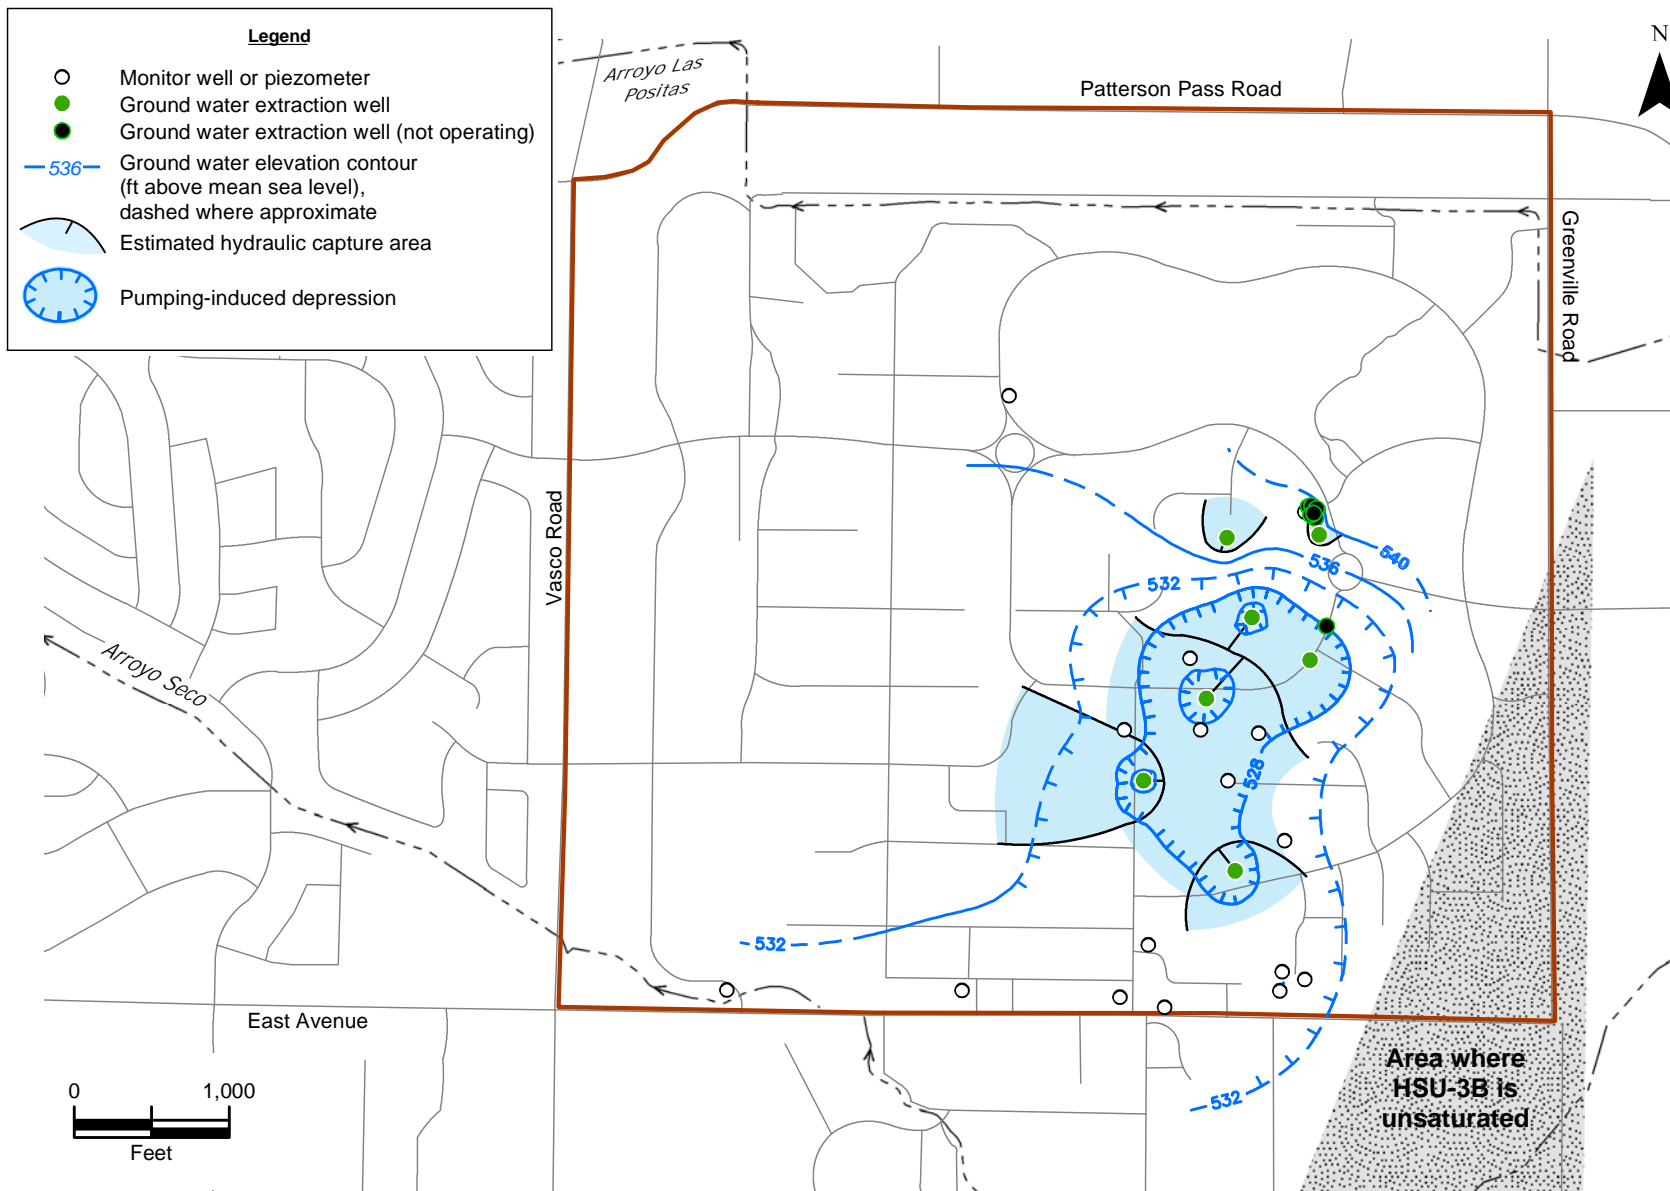 Legend
Monitor well or piezometer
Ground water extraction well
Ground water extraction well (not operating)
536
Ground water elevation contour
(ft above mean sea level),
dashed where approximate
Estimated hydraulic capture area
Pumping-induced depression
Arroyo Las
Positas
Patterson Pass Road
N
Greenville Road
Vasco Road
540
536
532
Arroyo Seco
528
532
East Avenue
Area where
HSU-3B is
unsaturated
532
0 1,000
Feet